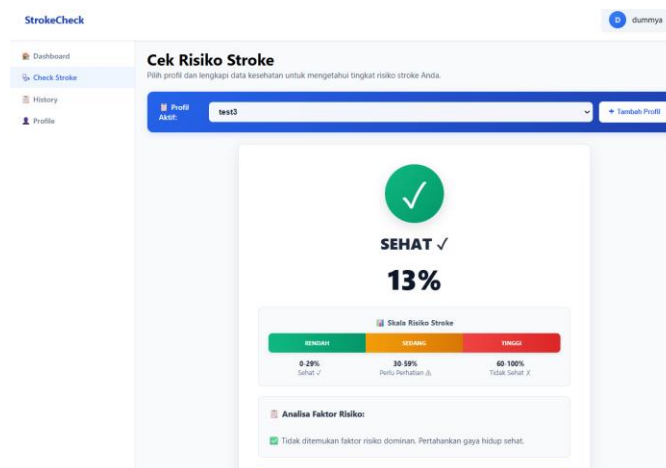 StrokeCheck
D dummya
Dashboard
Check Stroke
History
Profile
Cek Risiko Stroke
Pilih profil dan lengkapi data kesehatan untuk mengetahui tingkat risiko stroke Anda.
Profil
Aktif:
test3
+ Tambah Profil
SEHAT ✓
13%
Skala Risiko Stroke
RENDAH SEDANG TINGGI
0-29% 30-59% 60-100%
Sehat ✓ Perlu Perhatian ⚠ Tidak Sehat ✗
Analisa Faktor Risiko:
Tidak ditemukan faktor risiko dominan. Pertahankan gaya hidup sehat.